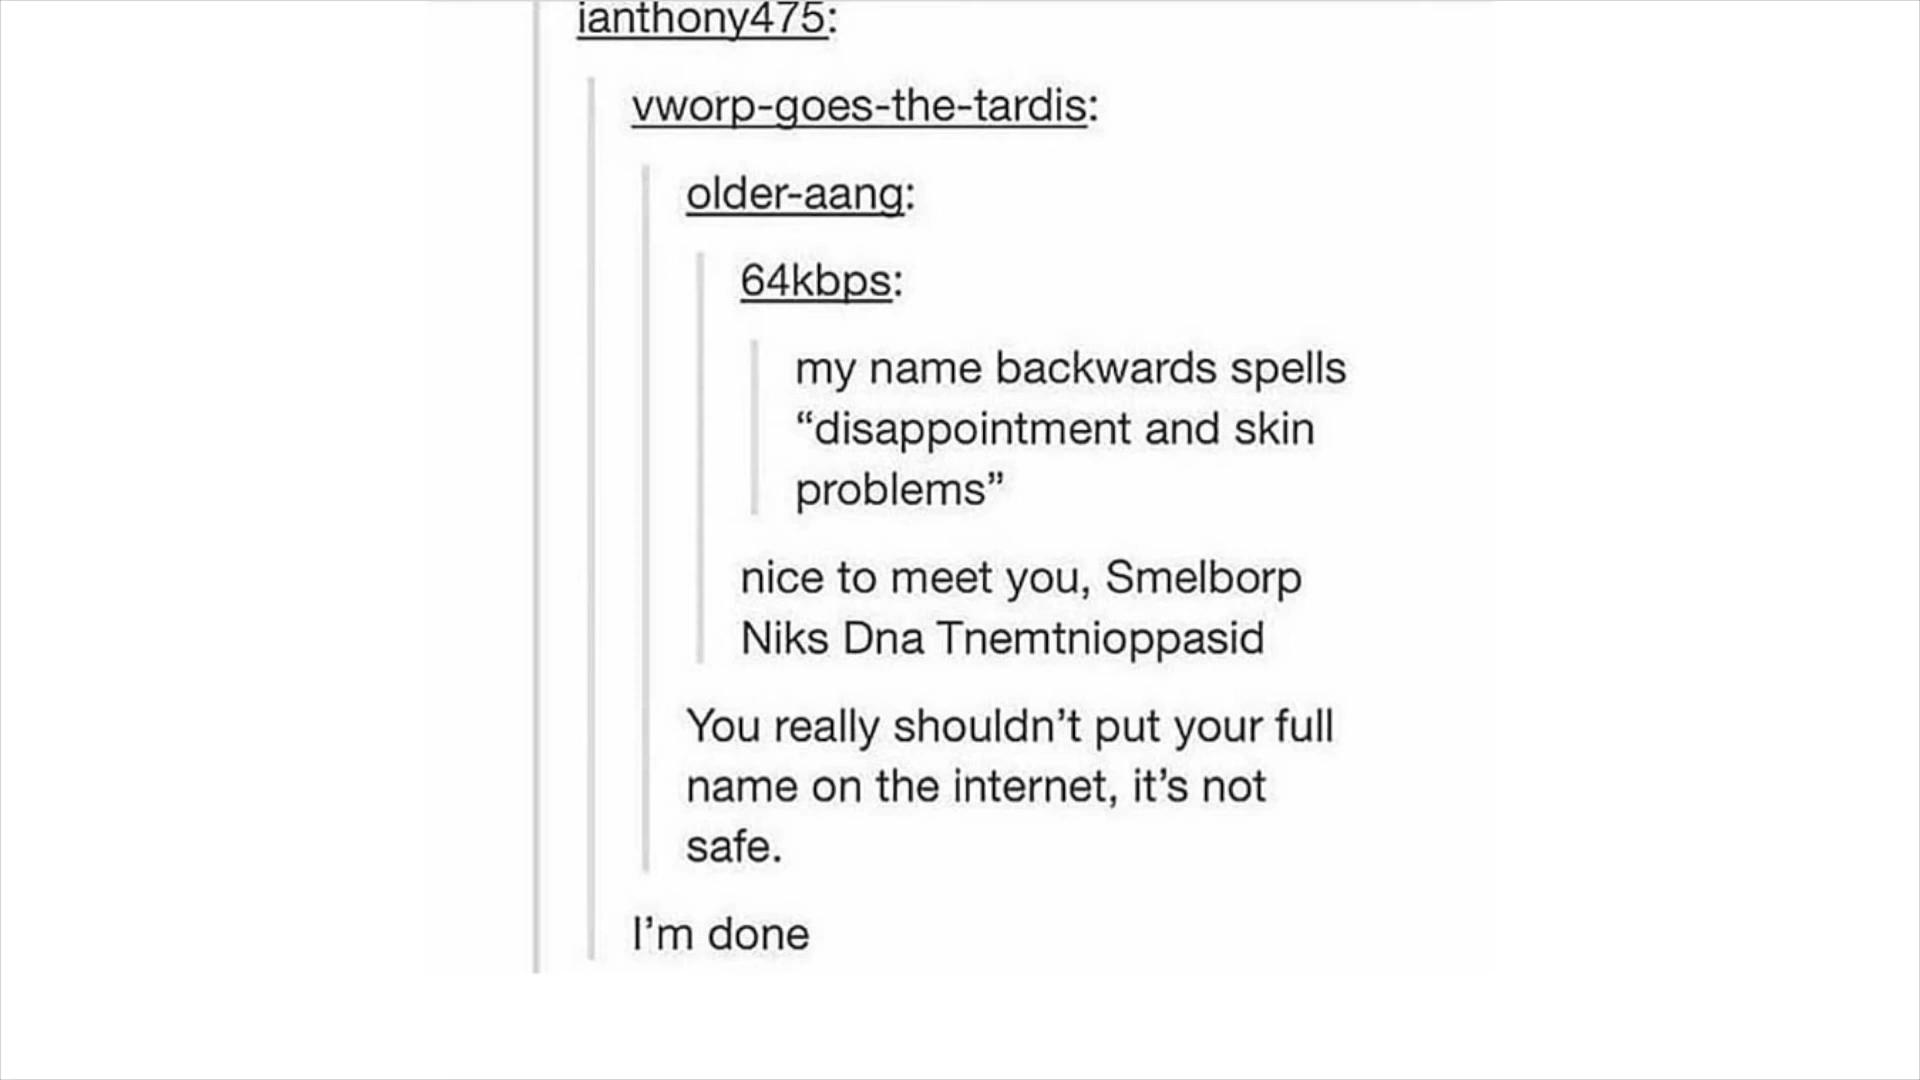 ianthony475:
vworp-goes-the-tardis:
older-aang:
64kbps:
my name backwards spells
“disappointment and skin
problems”
nice to meet you, Smelborp
Niks Dna Tnemtnioppasid
You really shouldn’t put your full
name on the internet, it’s not
safe.
I’m done